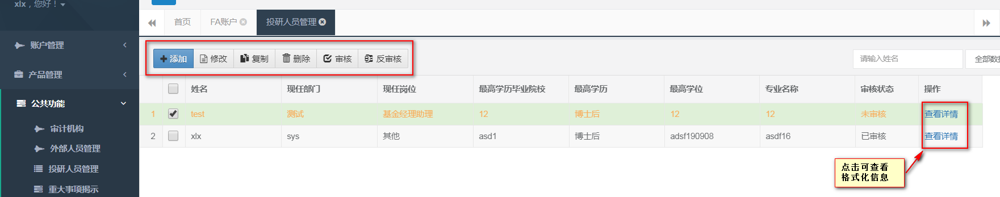 xlx，您好！
首页
FA账户
投研人员管理
账户管理
添加
修改
复制
删除
审核
反审核
请输入姓名
全部数据
产品管理
姓名
现任部门
现任岗位
最高学历毕业院校
最高学历
最高学位
专业名称
审核状态
操作
公共功能
1
test
测试
基金经理助理
12
博士后
12
12
未审核
查看详情
审计机构
2
xlx
sys
其他
asd1
博士后
adsf190908
asdf16
已审核
查看详情
外部人员管理
投研人员管理
点击可查看
格式化信息
重大事项揭示